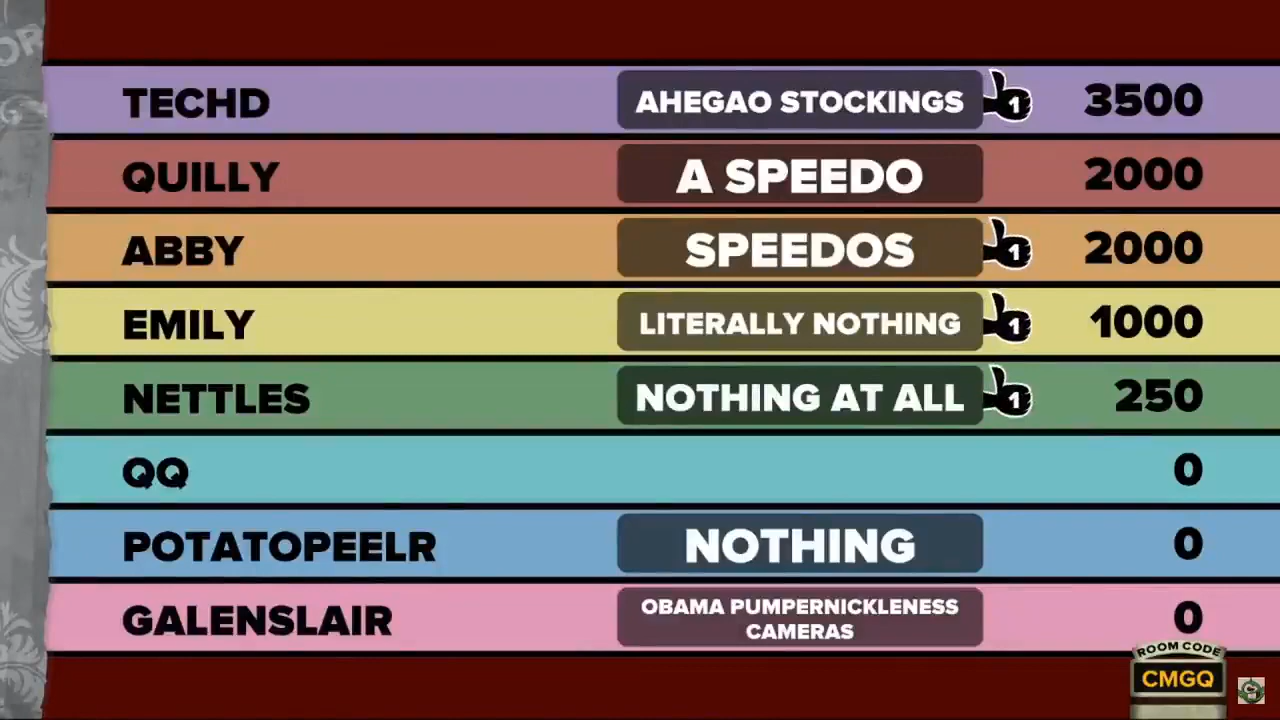 TECHD AHEGAO STOCKINGS 1 3500
QUILLY A SPEEDO 2000
ABBY SPEEDOS 1 2000
EMILY LITERALLY NOTHING 1 1000
NETTLES NOTHING AT ALL 1 250
QQ 0
POTATOPEELR NOTHING 0
GALENSLAIR OBAMA PUMPERNICKLENESS
CAMERAS 0
ROOM CODE
CMGQ